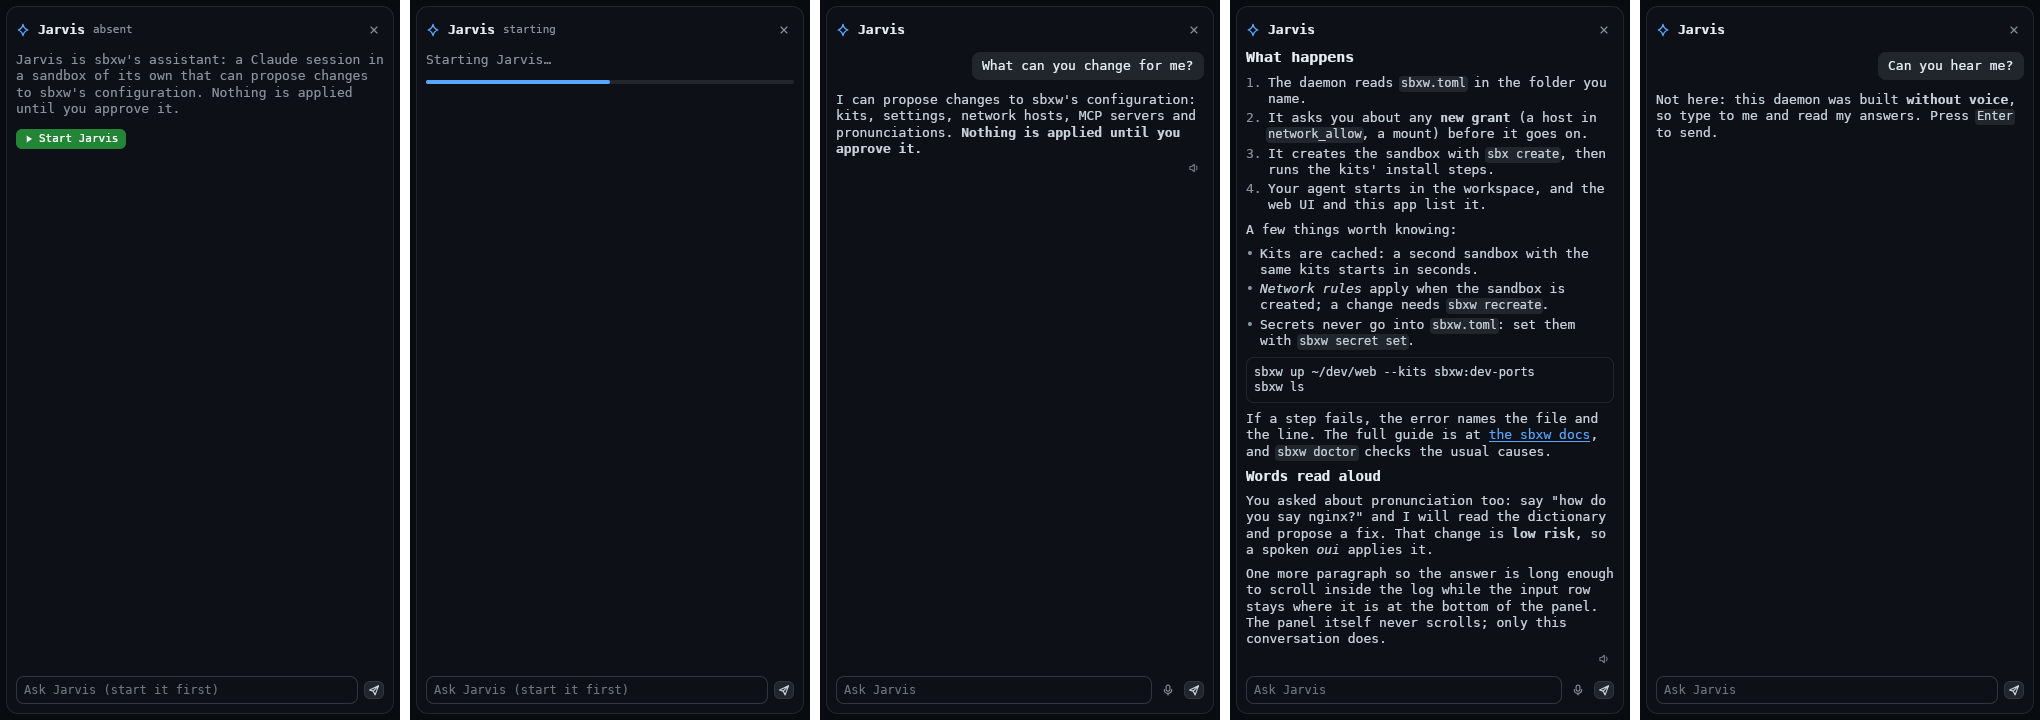 Jarvis absent
Jarvis is sbxw's assistant: a Claude session in
a sandbox of its own that can propose changes
to sbxw's configuration. Nothing is applied
until you approve it.
Start Jarvis
Ask Jarvis (start it first)
Jarvis starting
Starting Jarvis…
Ask Jarvis (start it first)
Jarvis
What can you change for me?
I can propose changes to sbxw's configuration:
kits, settings, network hosts, MCP servers and
pronunciations. Nothing is applied until you
approve it.
Ask Jarvis
Jarvis
What happens
1. The daemon reads sbxw.toml in the folder you
name.
2. It asks you about any new grant (a host in
network_allow, a mount) before it goes on.
3. It creates the sandbox with sbx create, then
runs the kits' install steps.
4. Your agent starts in the workspace, and the
web UI and this app list it.
A few things worth knowing:
• Kits are cached: a second sandbox with the
same kits starts in seconds.
• Network rules apply when the sandbox is
created; a change needs sbxw recreate.
• Secrets never go into sbxw.toml: set them
with sbxw secret set.
sbxw up ~/dev/web --kits sbxw:dev-ports
sbxw ls
If a step fails, the error names the file and
the line. The full guide is at the sbxw docs,
and sbxw doctor checks the usual causes.
Words read aloud
You asked about pronunciation too: say "how do
you say nginx?" and I will read the dictionary
and propose a fix. That change is low risk, so
a spoken oui applies it.
One more paragraph so the answer is long enough
to scroll inside the log while the input row
stays where it is at the bottom of the panel.
The panel itself never scrolls; only this
conversation does.
Ask Jarvis
Jarvis
Can you hear me?
Not here: this daemon was built without voice,
so type to me and read my answers. Press Enter
to send.
Ask Jarvis